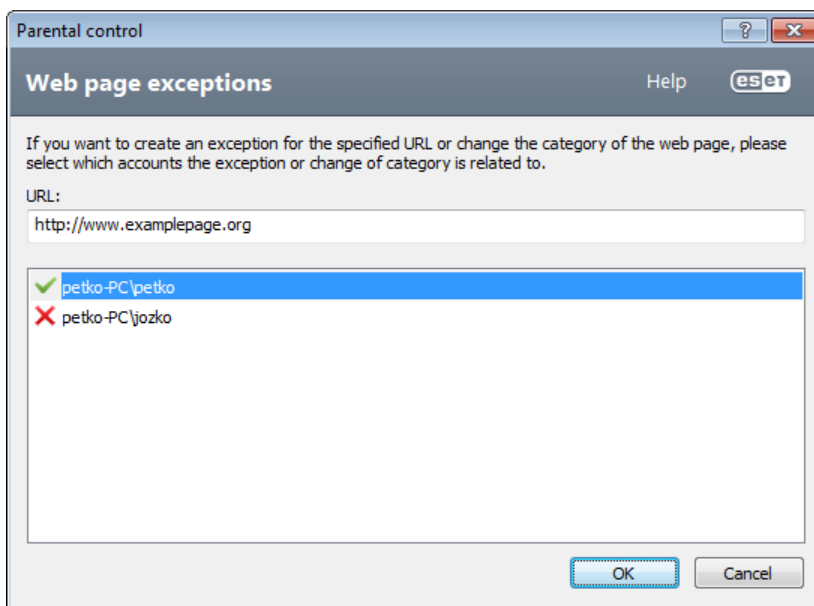 Parental control
Web page exceptions
Help
eseT
If you want to create an exception for the specified URL or change the category of the web page, please
select which accounts the exception or change of category is related to.
URL:
http://www.examplepage.org
petko-PC\petko
petko-PC\jozko
OK
Cancel